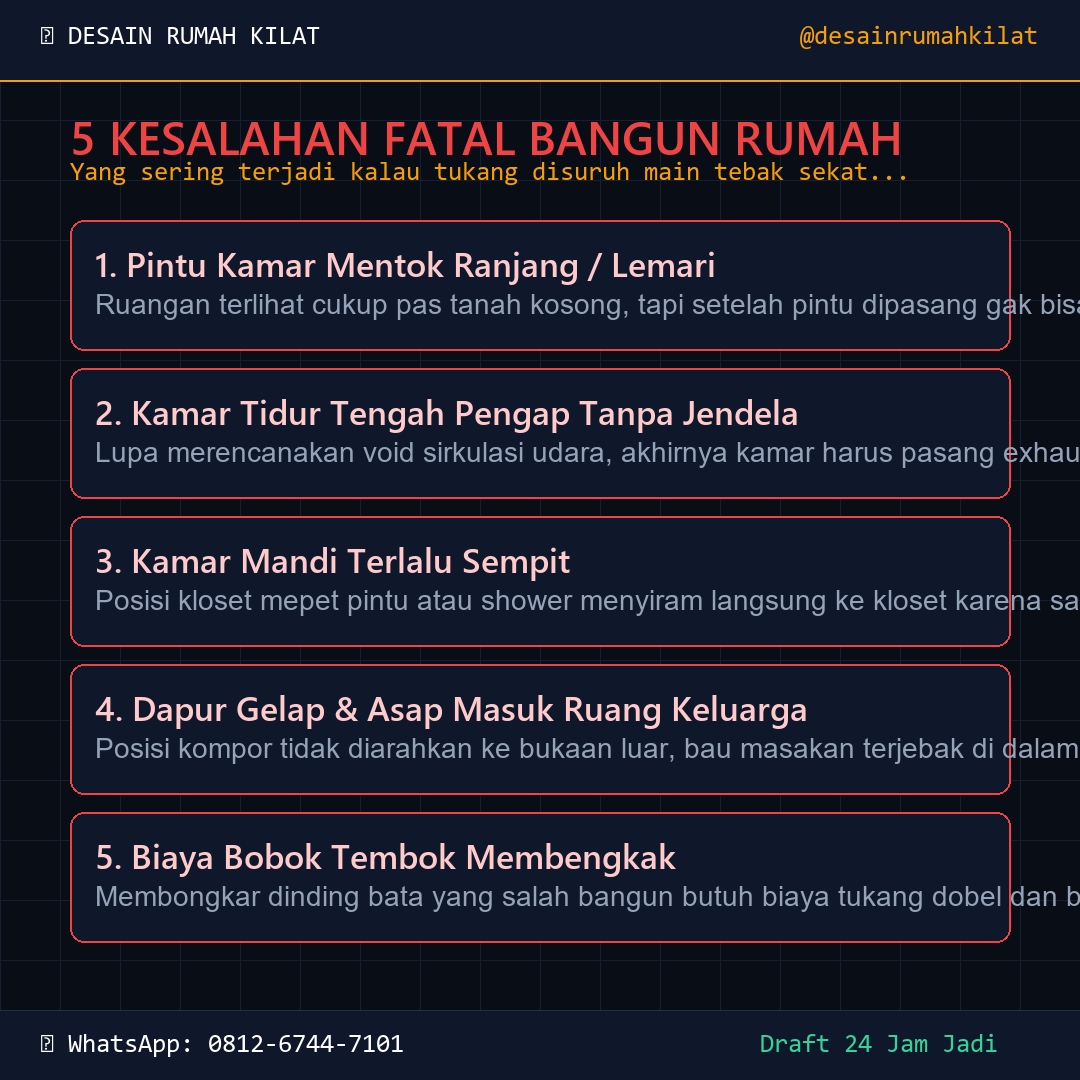 DESAIN RUMAH KILAT
@desainrumahkilat
5 KESALAHAN FATAL BANGUN RUMAH
Yang sering terjadi kalau tukang disuruh main tebak sekat...
1. Pintu Kamar Mentok Ranjang / Lemari
Ruangan terlihat cukup pas tanah kosong, tapi setelah pintu dipasang gak
2. Kamar Tidur Tengah Pengap Tanpa Jendela
Lupa merencanakan void sirkulasi udara, akhirnya kamar harus pasang
3. Kamar Mandi Terlalu Sempit
Posisi kloset mepet pintu atau shower menyiram langsung ke kloset karena
4. Dapur Gelap & Asap Masuk Ruang Keluarga
Posisi kompor tidak diarahkan ke bukaan luar, bau masakan terjebak di dalam
5. Biaya Bobok Tembok Membengkak
Membongkar dinding bata yang salah bangun butuh biaya tukang dobel dan
WhatsApp: 0812-6744-7101
Draft 24 Jam Jadi